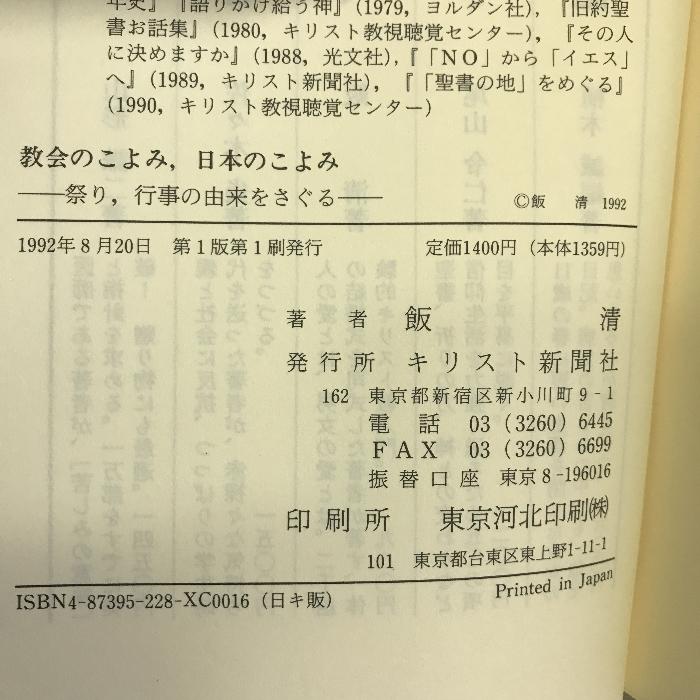 年史』『語りかけ給う神』(1979, ヨルダン社),『旧約聖
書お話集』(1980, キリスト教視聴覚センター),『その人
に決めますか』(1988, 光文社),『「NO」から「イエス」
へ』(1989, キリスト新聞社),『「聖書の地」をめぐる』
(1990, キリスト教視聴覚センター)
教会のこよみ, 日本のこよみ
――祭り, 行事の由来をさぐる――
©飯 清 1992
1992年8月20日 第1版第1刷発行 定価1400円(本体1359円)
著者 飯 清
発行所 キリスト新聞社
162 東京都新宿区新小川町9-1
電話 03(3260)6445
FAX 03(3260)6699
振替口座 東京8-196016
印刷所 東京河北印刷㈱
101 東京都台東区東上野1-11-1
ISBN4-87395-228-XC0016(日キ販)
Printed in Japan